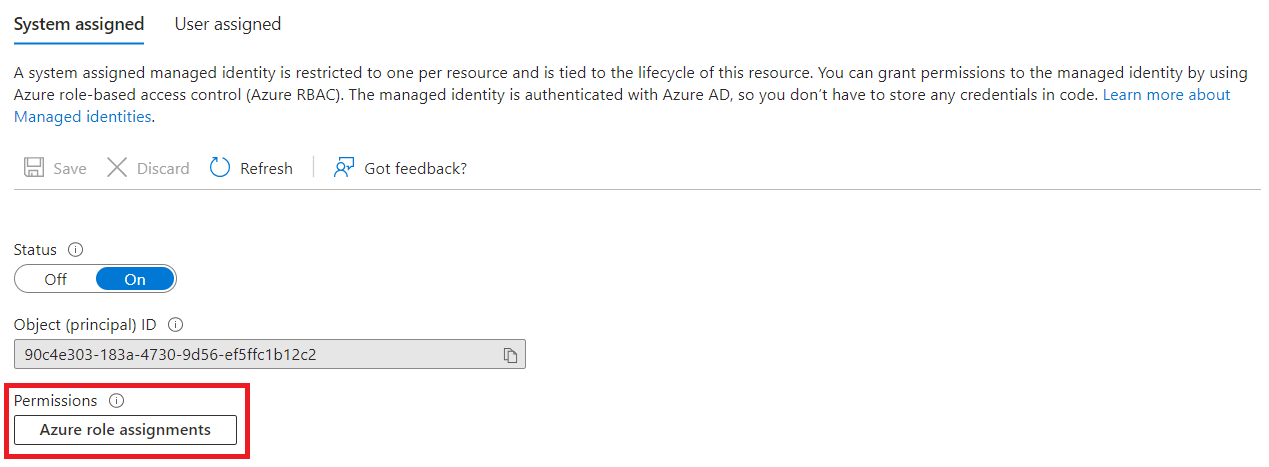 System assigned User assigned
A system assigned managed identity is restricted to one per resource and is tied to the lifecycle of this resource. You can grant permissions to the managed identity by using
Azure role-based access control (Azure RBAC). The managed identity is authenticated with Azure AD, so you don’t have to store any credentials in code. Learn more about
Managed identities.
Save Discard Refresh Got feedback?
Status
Off On
Object (principal) ID
90c4e303-183a-4730-9d56-ef5ffc1b12c2
Permissions
Azure role assignments